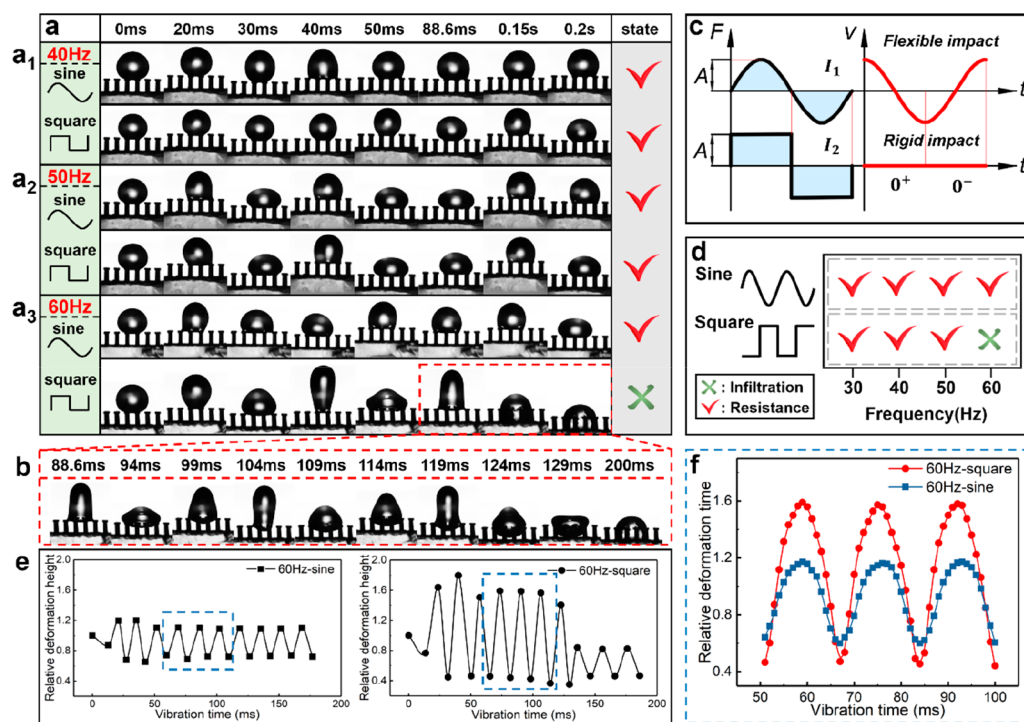 a 0ms 20ms 30ms 40ms 50ms 88.6ms 0.15s 0.2s state
a1 40Hz
sine
square
a2 50Hz
sine
square
a3 60Hz
sine
square
b 88.6ms 94ms 99ms 104ms 109ms 114ms 119ms 124ms 129ms 200ms
c F V Flexible impact
A I1 t
A I2 Rigid impact
t
0+ 0-
d
Sine
Square
: Infiltration
: Resistance
30 40 50 60
Frequency(Hz)
e
Relative deformation height
2.0
1.6
1.2
0.8
0.4
60Hz-sine
0 50 100 150 200
Vibration time (ms)
Relative deformation height
2.0
1.6
1.2
0.8
0.4
60Hz-square
0 50 100 150 200
Vibration time (ms)
f
Relative deformation time
60Hz-square
60Hz-sine
1.6
1.2
0.8
0.4
50 60 70 80 90 100
Vibration time (ms)